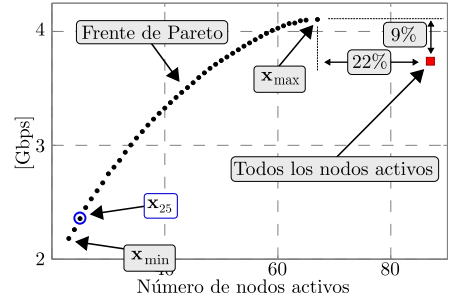 4
Frente de Pareto
9%
22%
x_max
[Gbps]
3
Todos los nodos activos
x_25
x_min
2
40
60
80
Número de nodos activos